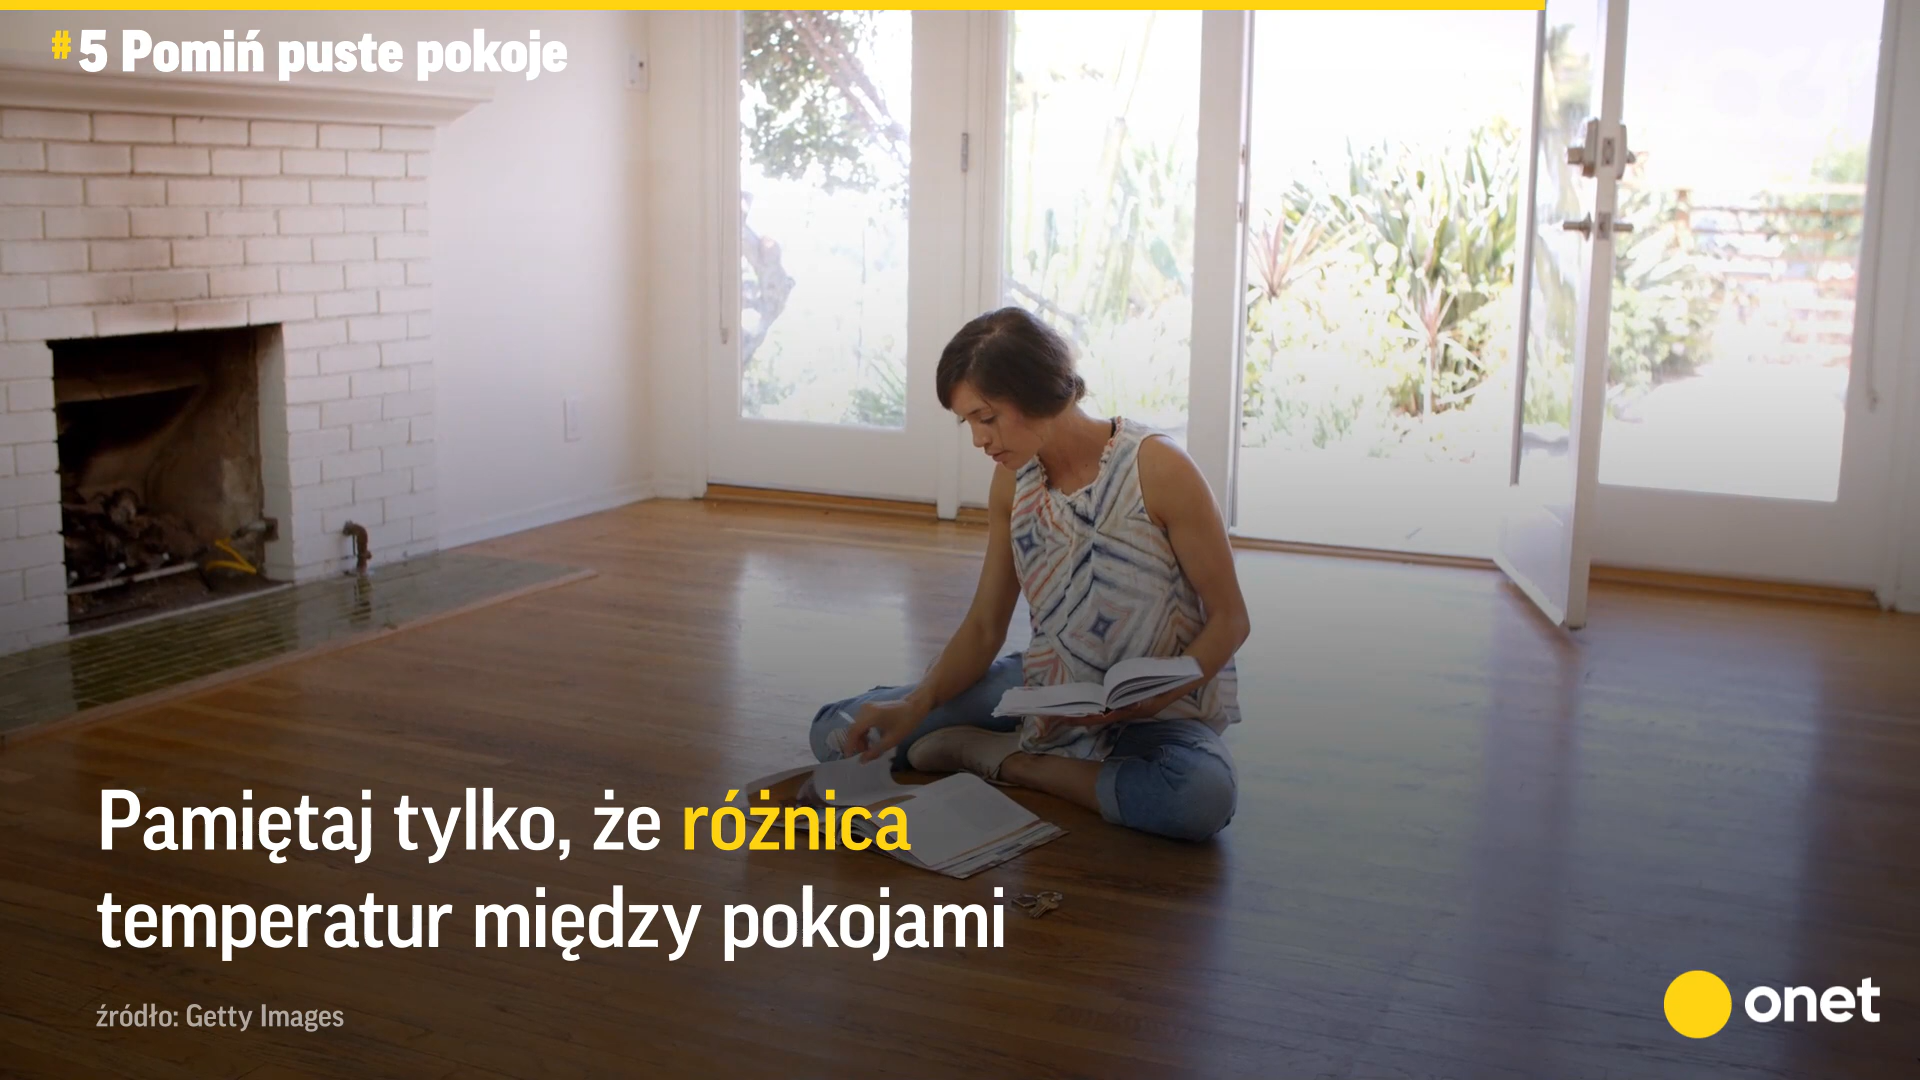 #5 Pomiń puste pokoje
Pamiętaj tylko, że różnica
temperatur między pokojami
źródło: Getty Images
onet